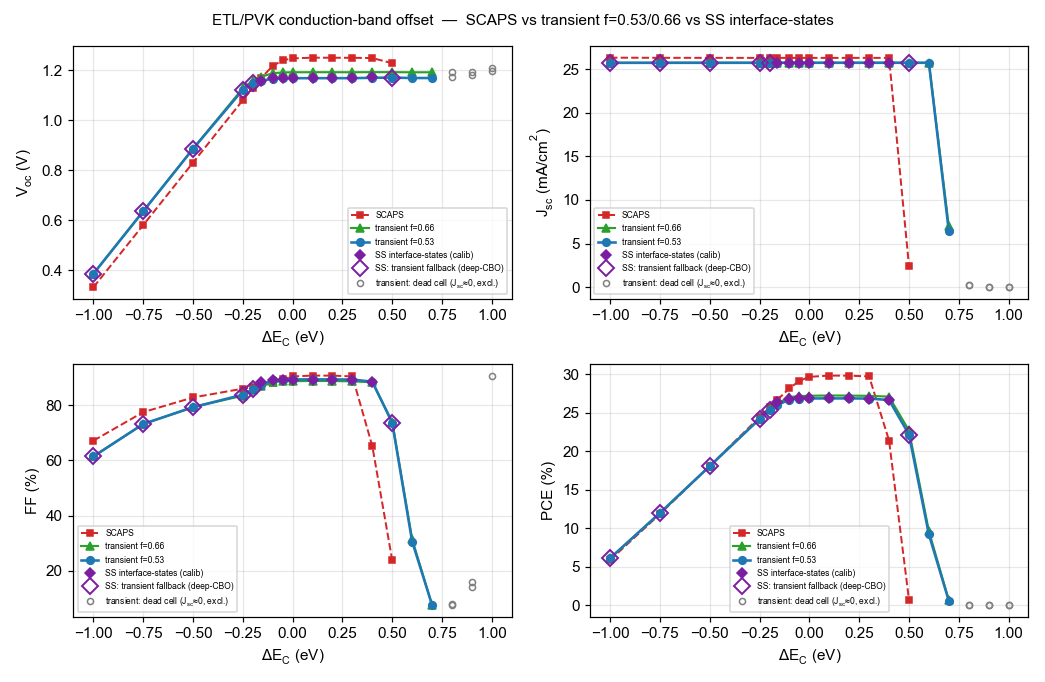 ETL/PVK conduction-band offset — SCAPS vs transient f=0.53/0.66 vs SS interface-states
V_oc (V)
1.2
1.0
0.8
0.6
0.4
SCAPS
transient f=0.66
transient f=0.53
SS interface-states (calib)
SS: transient fallback (deep-CBO)
transient: dead cell (J_sc≈0, excl.)
−1.00 −0.75 −0.50 −0.25 0.00 0.25 0.50 0.75 1.00
ΔE_C (eV)
J_sc (mA/cm²)
25
20
15
10
5
0
SCAPS
transient f=0.66
transient f=0.53
SS interface-states (calib)
SS: transient fallback (deep-CBO)
transient: dead cell (J_sc≈0, excl.)
−1.00 −0.75 −0.50 −0.25 0.00 0.25 0.50 0.75 1.00
ΔE_C (eV)
FF (%)
80
60
40
20
SCAPS
transient f=0.66
transient f=0.53
SS interface-states (calib)
SS: transient fallback (deep-CBO)
transient: dead cell (J_sc≈0, excl.)
−1.00 −0.75 −0.50 −0.25 0.00 0.25 0.50 0.75 1.00
ΔE_C (eV)
PCE (%)
30
25
20
15
10
5
0
SCAPS
transient f=0.66
transient f=0.53
SS interface-states (calib)
SS: transient fallback (deep-CBO)
transient: dead cell (J_sc≈0, excl.)
−1.00 −0.75 −0.50 −0.25 0.00 0.25 0.50 0.75 1.00
ΔE_C (eV)